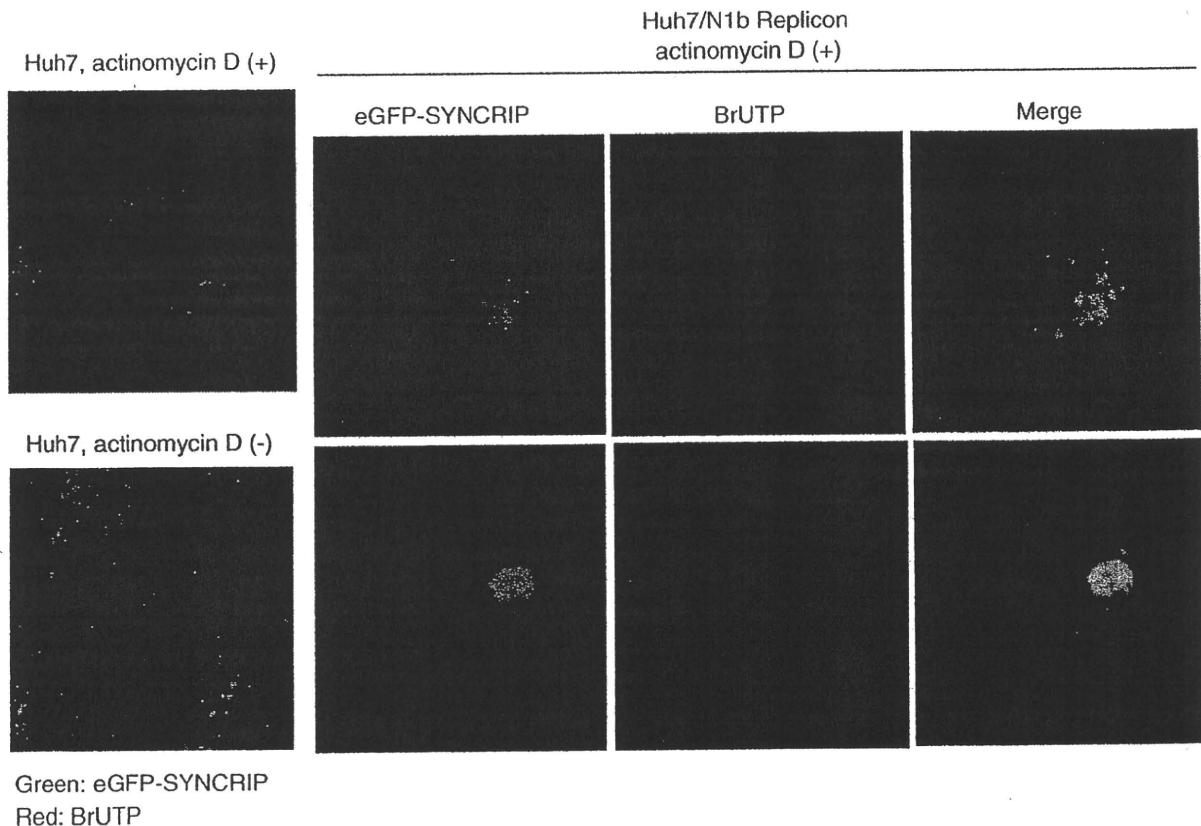 Huh7/N1b Replicon
actinomycin D (+)
Huh7, actinomycin D (+)
eGFP-SYNCRIP
BrUTP
Merge
Huh7, actinomycin D (-)
Green: eGFP-SYNCRIP
Red: BrUTP